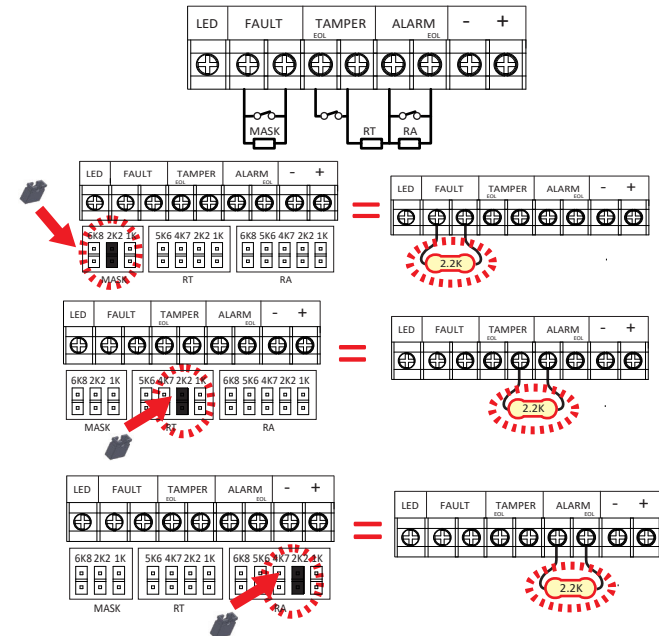 LED FAULT TAMPER ALARM - +
EOL EOL
MASK RT RA
LED FAULT TAMPER ALARM - +
EOL EOL
6K8 2K2 1K 5K6 4K7 2K2 1K 6K8 5K6 4K7 2K2 1K
MASK RT RA
=
LED FAULT TAMPER ALARM - +
EOL EOL
2.2K
LED FAULT TAMPER ALARM - +
EOL EOL
6K8 2K2 1K 5K6 4K7 2K2 1K 6K8 5K6 4K7 2K2 1K
MASK RT RA
=
LED FAULT TAMPER ALARM - +
EOL EOL
2.2K
LED FAULT TAMPER ALARM - +
EOL EOL
6K8 2K2 1K 5K6 4K7 2K2 1K 6K8 5K6 4K7 2K2 1K
MASK RT RA
=
LED FAULT TAMPER ALARM - +
EOL EOL
2.2K